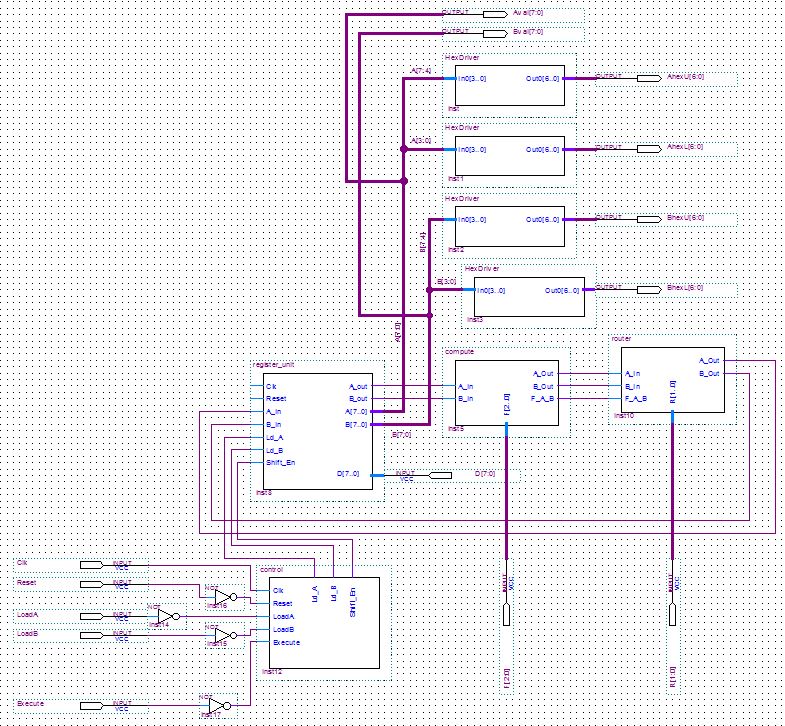 OUTPUT Aval[7:0]
OUTPUT Bval[7:0]
HexDriver
A[7:4] In0[3..0] Out0[6..0] OUTPUT AhexU[6:0]
inst
HexDriver
A[3:0] In0[3..0] Out0[6..0] OUTPUT AhexL[6:0]
inst1
HexDriver
In0[3..0] Out0[6..0] OUTPUT BhexU[6:0]
B[7:4]
inst2
HexDriver
B[3:0] In0[3..0] Out0[6..0] OUTPUT BhexL[6:0]
inst3
A[7:0]
register_unit
Clk A_out
Reset B_out
A_In A[7..0]
B_In B[7..0]
Ld_A
Ld_B
Shift_En
D[7..0]
inst8
B[7:0]
INPUT VCC D[7:0]
compute
A_In A_Out
B_In B_Out
F_A_B
F[2..0]
inst5
router
A_Out
A_In B_Out
B_In
F_A_B
R[1..0]
inst10
control
Ld_A Ld_B Shift_En
Clk
Reset
LoadA
LoadB
Execute
inst12
Clk INPUT VCC
Reset INPUT VCC NOT
inst16
LoadA INPUT VCC NOT
inst14
LoadB INPUT VCC NOT
inst15
Execute INPUT VCC NOT
inst17
INPUT VCC
F[2:0]
INPUT VCC
R[1:0]